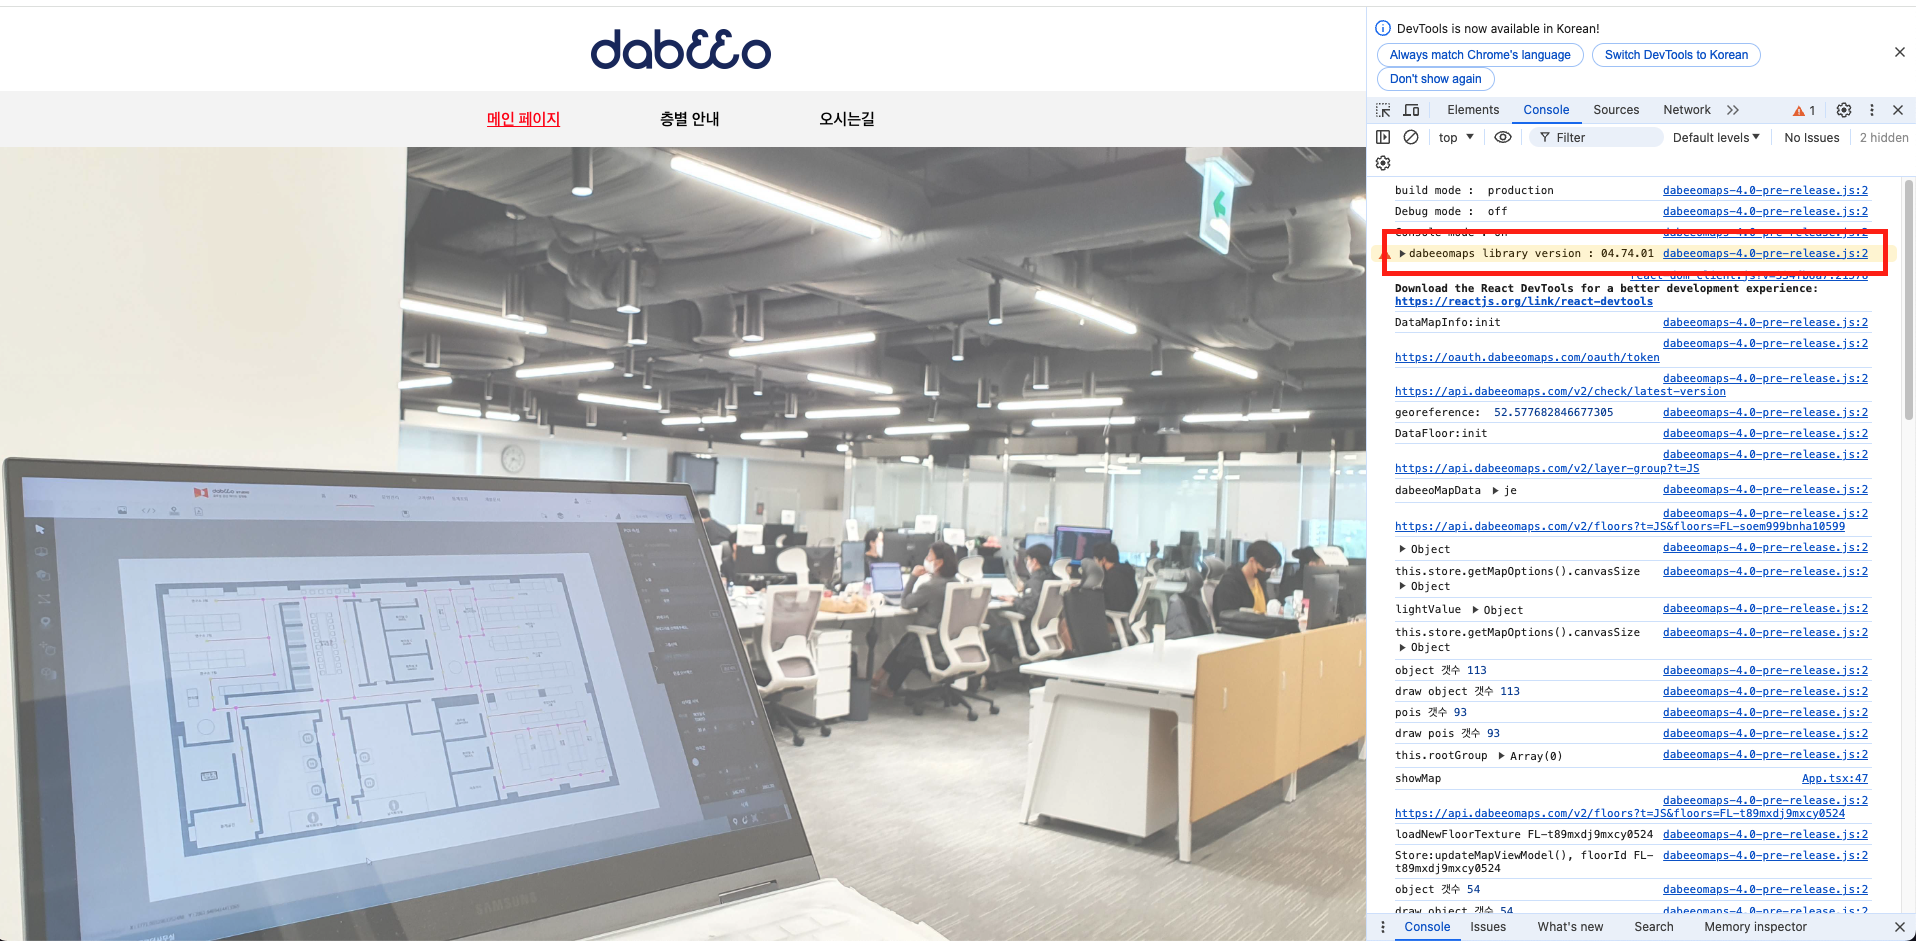 dabeeo
메인 페이지
층별 안내
오시는길
DevTools is now available in Korean!
Always match Chrome's language
Switch DevTools to Korean
Don't show again
Elements
Console
Sources
Network
1
top
Filter
Default levels
No Issues
2 hidden
build mode :  production dabeeomaps-4.0-pre-release.js:2
Debug mode :  off dabeeomaps-4.0-pre-release.js:2
Console mode : on dabeeomaps-4.0-pre-release.js:2
dabeeomaps library version : 04.74.01 dabeeomaps-4.0-pre-release.js:2
Download the React DevTools for a better development experience:
https://reactjs.org/link/react-devtools
DataMapInfo:init dabeeomaps-4.0-pre-release.js:2
dabeeomaps-4.0-pre-release.js:2
https://oauth.dabeeomaps.com/oauth/token
dabeeomaps-4.0-pre-release.js:2
https://api.dabeeomaps.com/v2/check/latest-version
georeference:  52.577682846677305 dabeeomaps-4.0-pre-release.js:2
DataFloor:init dabeeomaps-4.0-pre-release.js:2
dabeeomaps-4.0-pre-release.js:2
https://api.dabeeomaps.com/v2/layer-group?t=JS
dabeeoMapData je dabeeomaps-4.0-pre-release.js:2
dabeeomaps-4.0-pre-release.js:2
https://api.dabeeomaps.com/v2/floors?t=JS&floors=FL-soem999bnha10599
Object dabeeomaps-4.0-pre-release.js:2
this.store.getMapOptions().canvasSize dabeeomaps-4.0-pre-release.js:2
Object
lightValue Object dabeeomaps-4.0-pre-release.js:2
this.store.getMapOptions().canvasSize dabeeomaps-4.0-pre-release.js:2
Object
object 갯수 113 dabeeomaps-4.0-pre-release.js:2
draw object 갯수 113 dabeeomaps-4.0-pre-release.js:2
pois 갯수 93 dabeeomaps-4.0-pre-release.js:2
draw pois 갯수 93 dabeeomaps-4.0-pre-release.js:2
this.rootGroup Array(0) dabeeomaps-4.0-pre-release.js:2
showMap App.tsx:47
dabeeomaps-4.0-pre-release.js:2
https://api.dabeeomaps.com/v2/floors?t=JS&floors=FL-t89mxdj9mxcy0524
loadNewFloorTexture FL-t89mxdj9mxcy0524 dabeeomaps-4.0-pre-release.js:2
Store:updateMapViewModel(), floorId FL- dabeeomaps-4.0-pre-release.js:2
t89mxdj9mxcy0524
object 갯수 54 dabeeomaps-4.0-pre-release.js:2
draw object 갯수 54 dabeeomaps-4.0-pre-release.js:2
Console
Issues
What's new
Search
Memory inspector
SAMSUNG